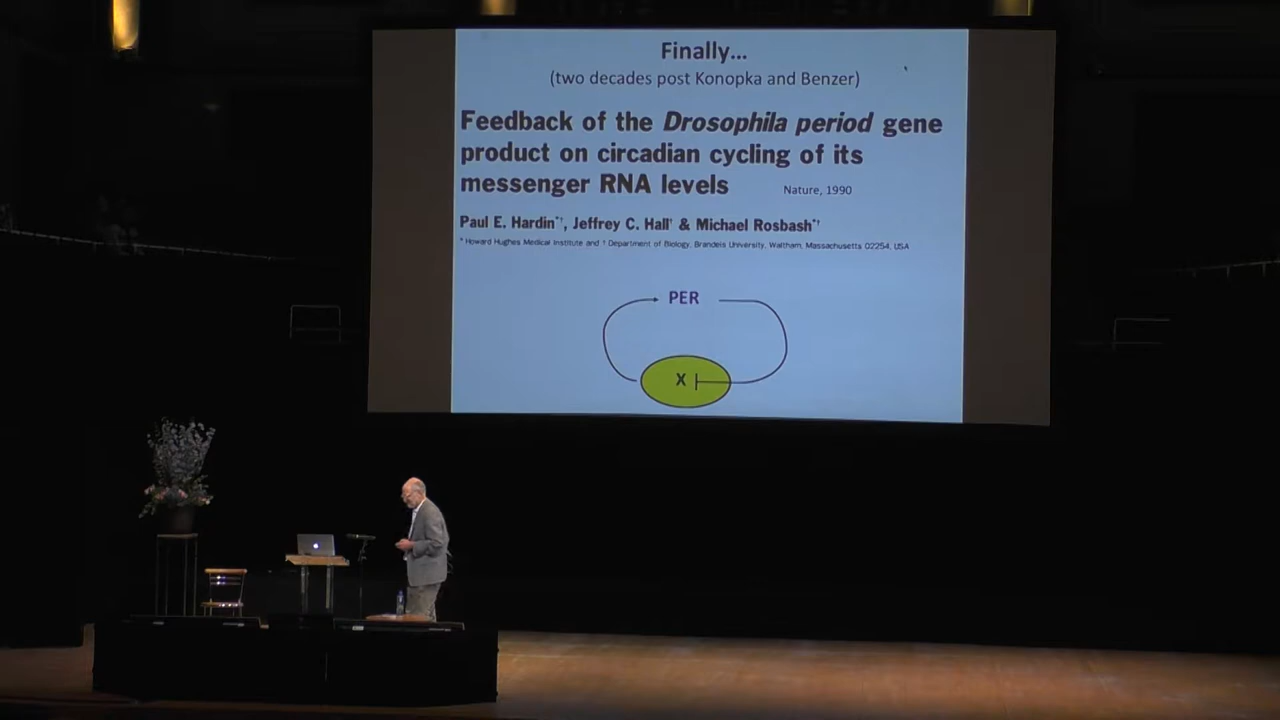 Finally...
(two decades post Konopka and Benzer)
Feedback of the Drosophila period gene
product on circadian cycling of its
messenger RNA levels
Nature, 1990
Paul E. Hardin*†, Jeffrey C. Hall† & Michael Rosbash*†
* Howard Hughes Medical Institute and † Department of Biology, Brandeis University, Waltham, Massachusetts 02254, USA
PER
X